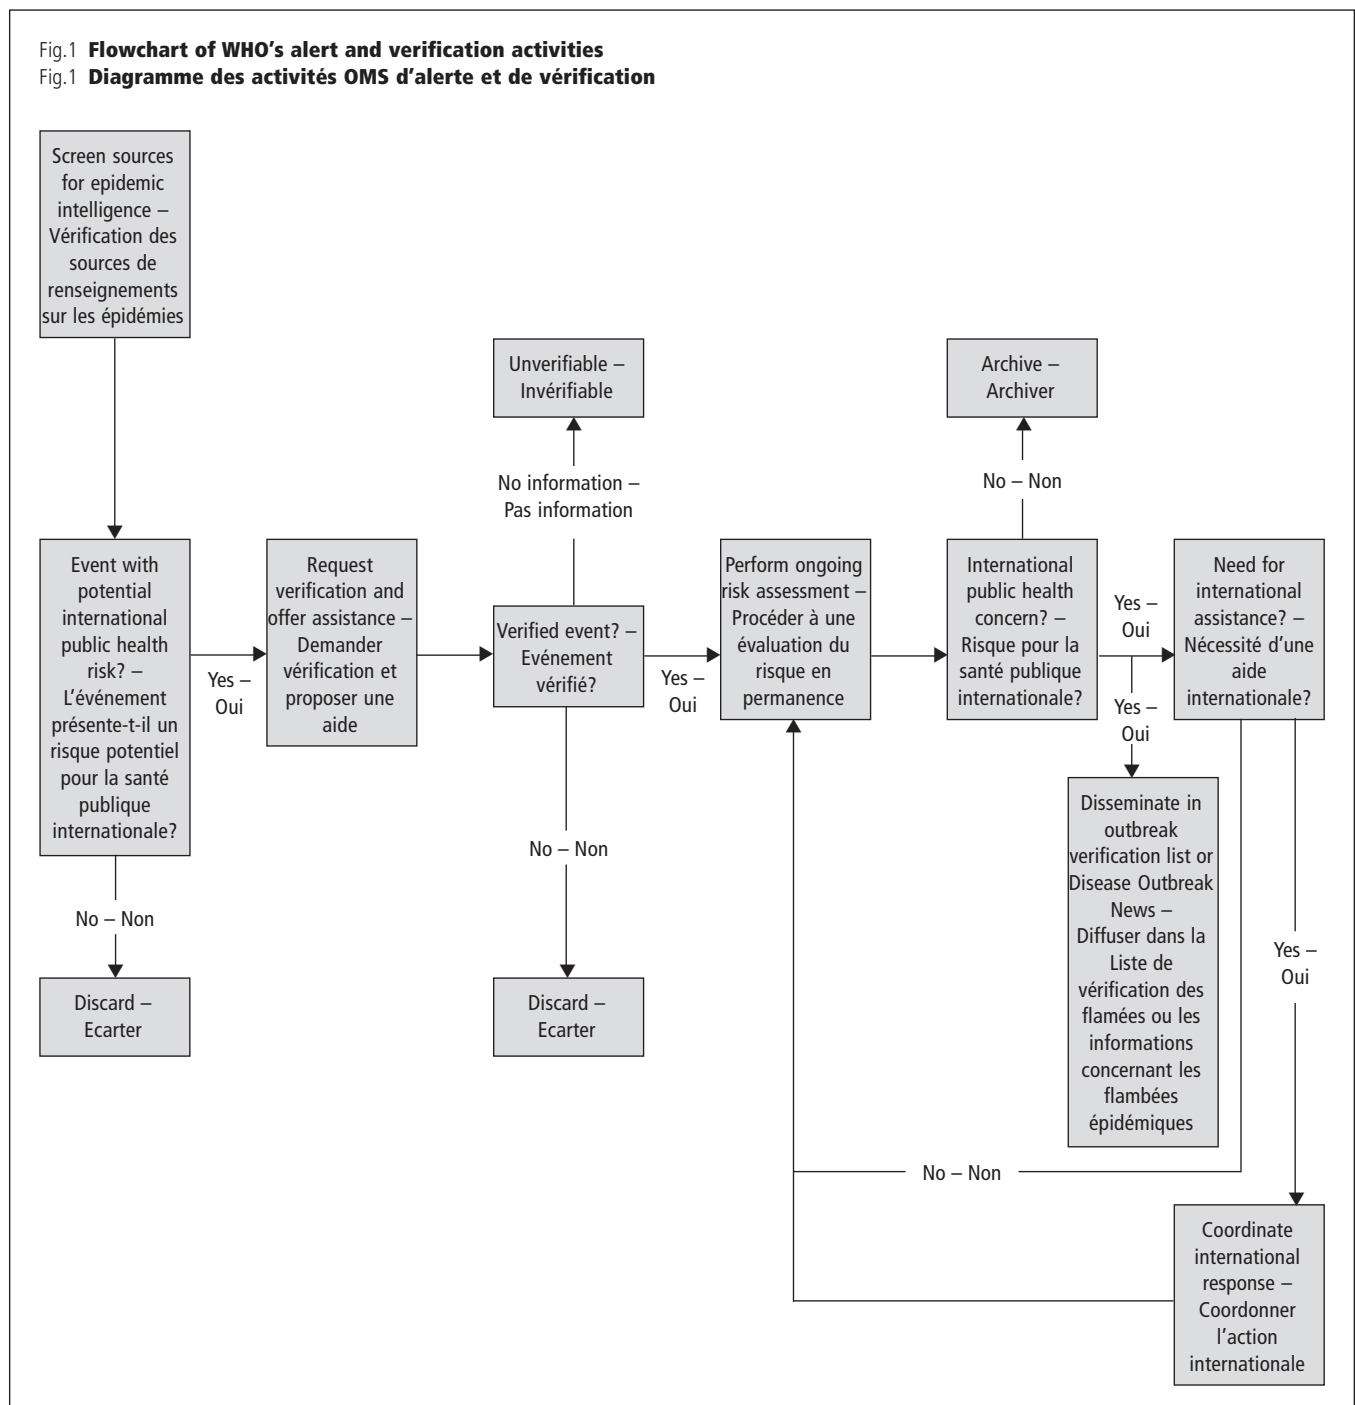 Fig.1 Flowchart of WHO's alert and verification activities
Fig.1 Diagramme des activités OMS d'alerte et de vérification
Screen sources
for epidemic
intelligence –
Vérification des
sources de
renseignements
sur les épidémies
Unverifiable –
Invérifiable
Archive –
Archiver
No information –
Pas information
No – Non
Event with
potential
international
public health
risk? –
L'événement
présente-t-il un
risque potentiel
pour la santé
publique
internationale?
Yes –
Oui
Request
verification and
offer assistance –
Demander
vérification et
proposer une
aide
Verified event? –
Evénement
vérifié?
Yes –
Oui
Perform ongoing
risk assessment –
Procéder à une
évaluation du
risque en
permanence
International
public health
concern? –
Risque pour la
santé publique
internationale?
Yes –
Oui
Yes –
Oui
Need for
international
assistance? –
Nécessité d'une
aide
internationale?
Disseminate in
outbreak
verification list or
Disease Outbreak
News –
Diffuser dans la
Liste de
vérification des
flamées ou les
informations
concernant les
flambées
épidémiques
No – Non
No – Non
Yes –
Oui
Discard –
Ecarter
Discard –
Ecarter
No – Non
Coordinate
international
response –
Coordonner
l'action
internationale